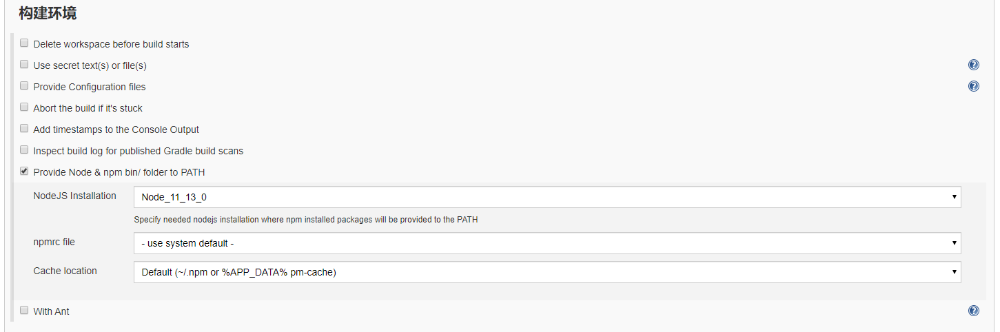 构建环境
Delete workspace before build starts
Use secret text(s) or file(s)
Provide Configuration files
Abort the build if it's stuck
Add timestamps to the Console Output
Inspect build log for published Gradle build scans
Provide Node & npm bin/ folder to PATH
NodeJS Installation Node_11_13_0
Specify needed nodejs installation where npm installed packages will be provided to the PATH
npmrc file - use system default -
Cache location Default (~/.npm or %APP_DATA% pm-cache)
With Ant